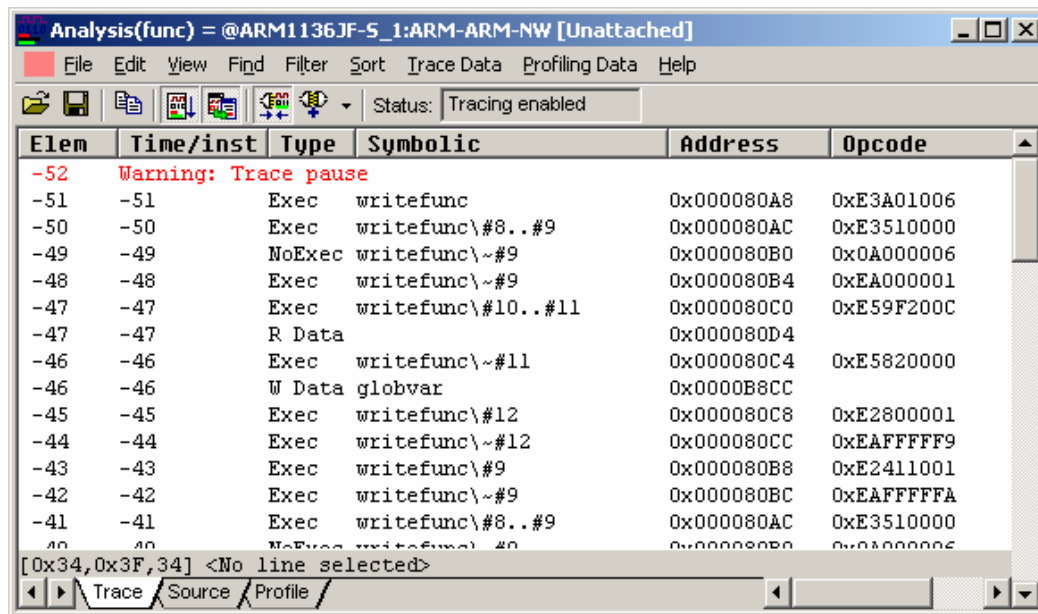 Analysis(func) = @ARM1136JF-S_1:ARM-ARM-NW [Unattached]
File Edit View Find Filter Sort Trace Data Profiling Data Help
Status: Tracing enabled
Elem Time/inst Type Symbolic Address Opcode
-52 Warning: Trace pause
-51 -51 Exec writefunc 0x000080A8 0xE3A01006
-50 -50 Exec writefunc\#8..#9 0x000080AC 0xE3510000
-49 -49 NoExec writefunc\~#9 0x000080B0 0x0A000006
-48 -48 Exec writefunc\~#9 0x000080B4 0xEA000001
-47 -47 Exec writefunc\#10..#11 0x000080C0 0xE59F200C
-47 -47 R Data 0x000080D4
-46 -46 Exec writefunc\~#11 0x000080C4 0xE5820000
-46 -46 W Data globvar 0x0000B8CC
-45 -45 Exec writefunc\#12 0x000080C8 0xE2800001
-44 -44 Exec writefunc\~#12 0x000080CC 0xEAFFFFF9
-43 -43 Exec writefunc\#9 0x000080B8 0xE2411001
-42 -42 Exec writefunc\~#9 0x000080BC 0xEAFFFFFA
-41 -41 Exec writefunc\#8..#9 0x000080AC 0xE3510000
[0x34,0x3F,34] <No line selected>
Trace Source Profile